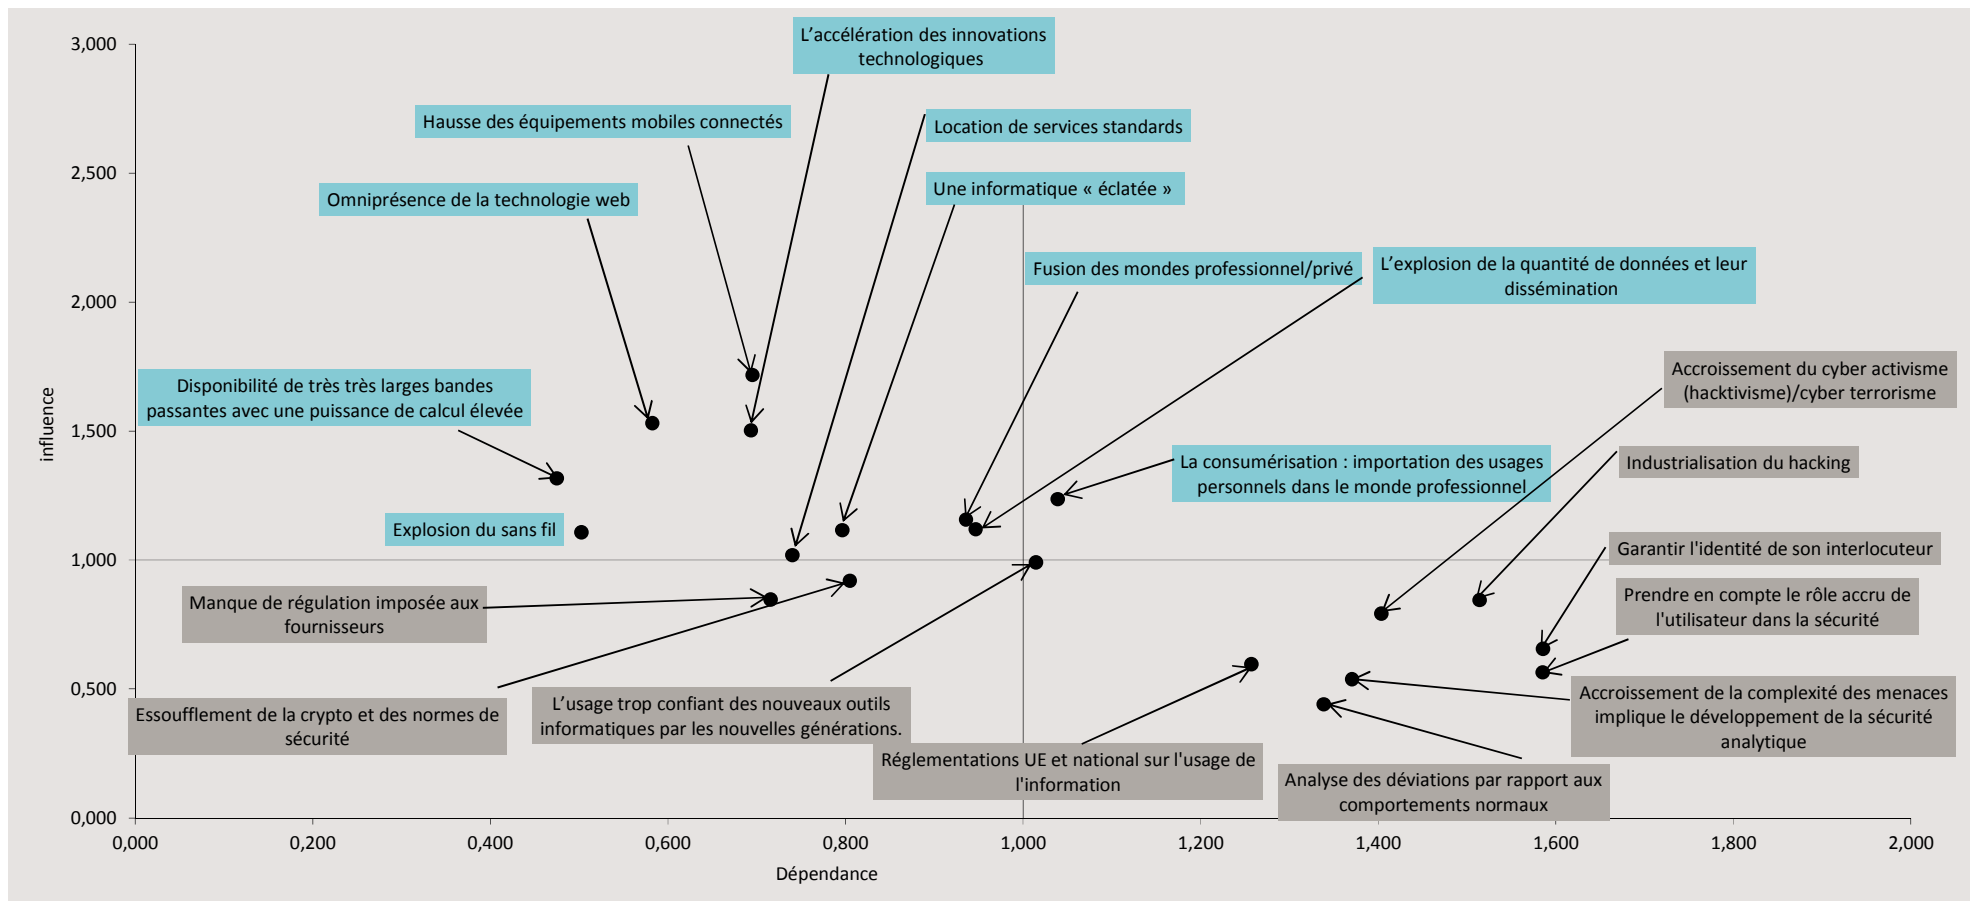 L'accélération des innovations
technologiques
3,000
Hausse des équipements mobiles connectés
Location de services standards
2,500
Omniprésence de la technologie web
Une informatique « éclatée »
Fusion des mondes professionnel/privé
L'explosion de la quantité de données et leur
dissémination
2,000
Disponibilité de très très larges bandes
passantes avec une puissance de calcul élevée
Accroissement du cyber activisme
(hacktivisme)/cyber terrorisme
influence
1,500
La consumérisation : importation des usages
personnels dans le monde professionnel
Industrialisation du hacking
Explosion du sans fil
1,000
Garantir l'identité de son interlocuteur
Manque de régulation imposée aux
fournisseurs
Prendre en compte le rôle accru de
l'utilisateur dans la sécurité
0,500
Essoufflement de la crypto et des normes de
sécurité
L'usage trop confiant des nouveaux outils
informatiques par les nouvelles générations.
Accroissement de la complexité des menaces
implique le développement de la sécurité
analytique
Réglementations UE et national sur l'usage de
l'information
Analyse des déviations par rapport aux
comportements normaux
0,000
0,000 0,200 0,400 0,600 0,800 1,000 1,200 1,400 1,600 1,800 2,000
Dépendance